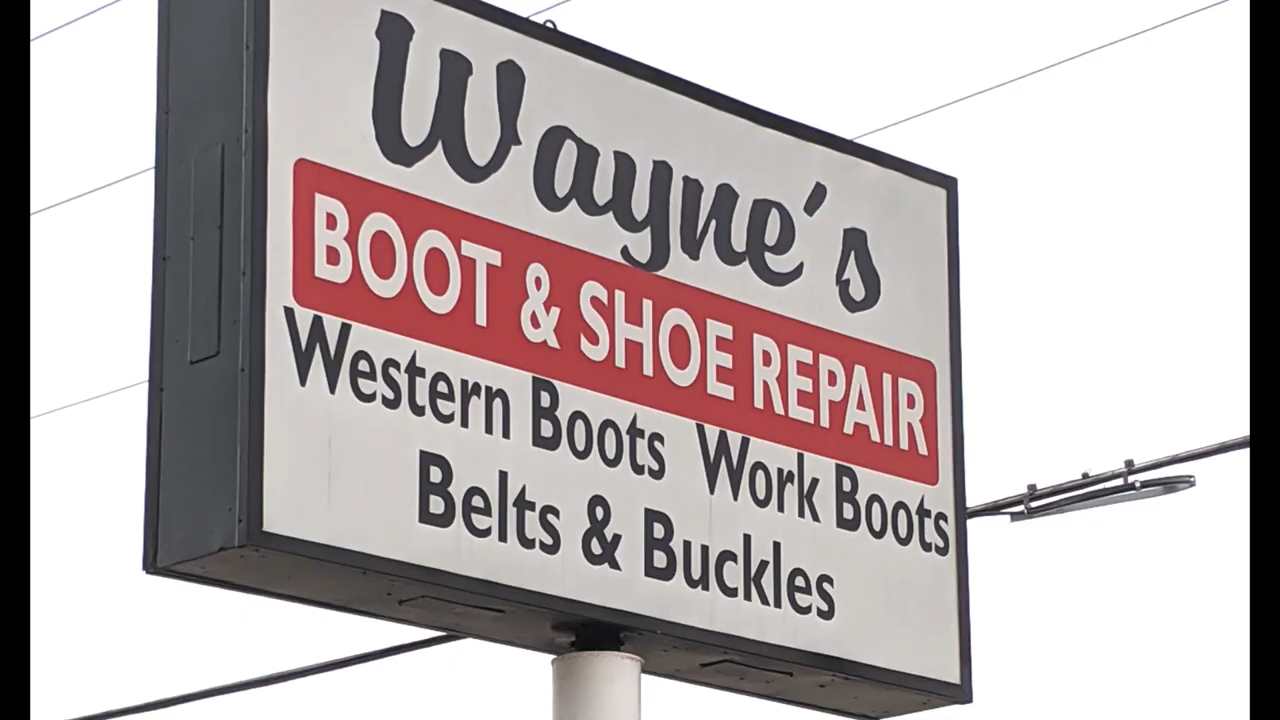 Wayne's
BOOT & SHOE REPAIR
Western Boots Work Boots
Belts & Buckles